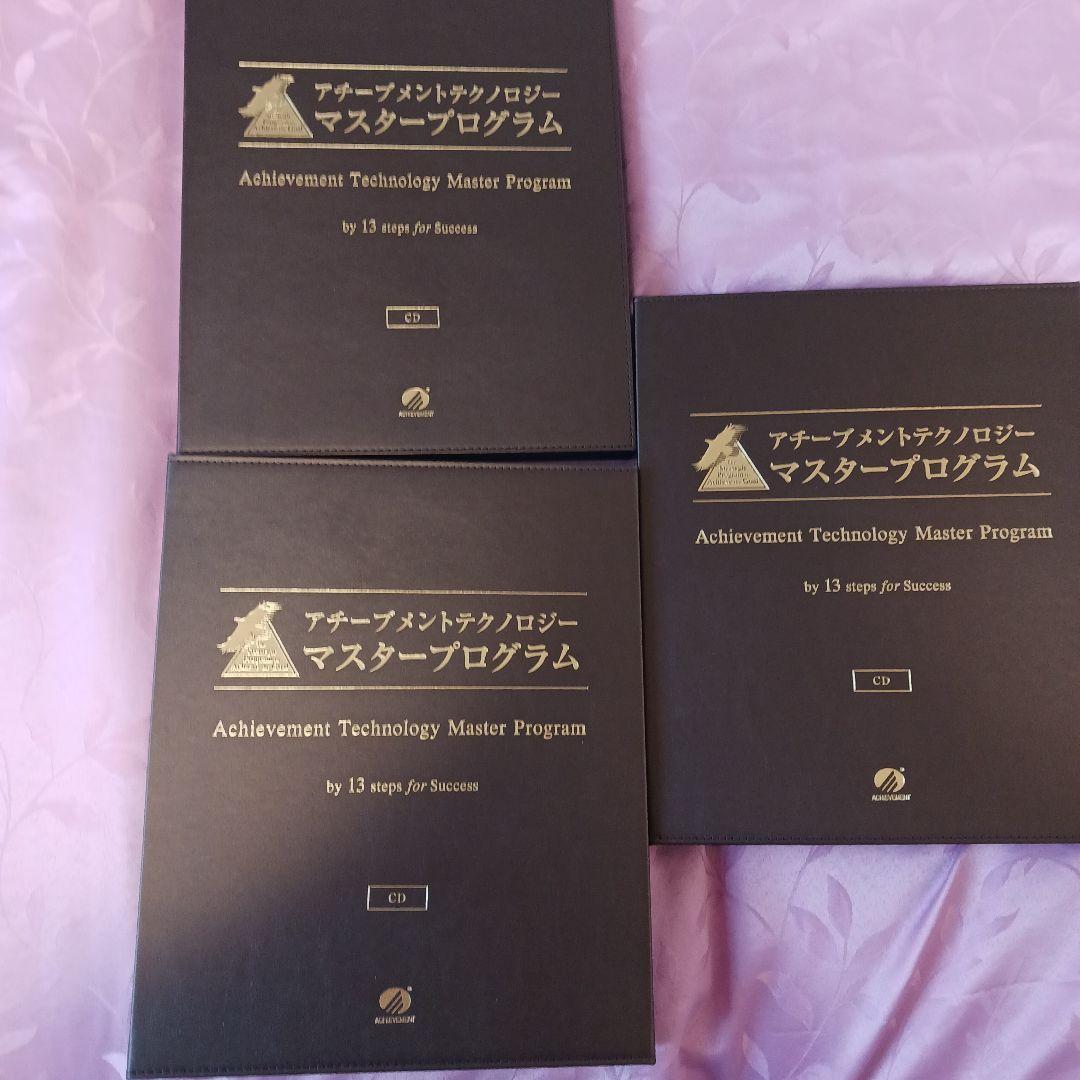 アチーブメントテクノロジー
マスタープログラム
Achievement Technology Master Program
by 13 steps for Success
CD
ACHIEVEMENT
アチーブメントテクノロジー
マスタープログラム
Achievement Technology Master Program
by 13 steps for Success
CD
ACHIEVEMENT
アチーブメントテクノロジー
マスタープログラム
Achievement Technology Master Program
by 13 steps for Success
CD
ACHIEVEMENT